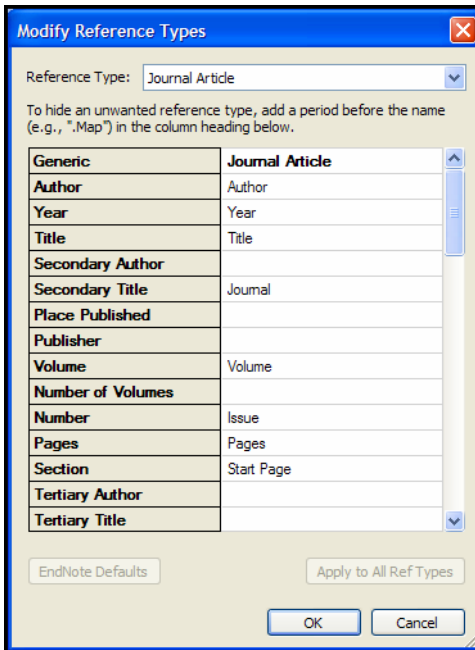 Modify Reference Types
Reference Type: Journal Article
To hide an unwanted reference type, add a period before the name
(e.g., ".Map") in the column heading below.
Generic Journal Article
Author Author
Year Year
Title Title
Secondary Author
Secondary Title Journal
Place Published
Publisher
Volume Volume
Number of Volumes
Number Issue
Pages Pages
Section Start Page
Tertiary Author
Tertiary Title
EndNote Defaults Apply to All Ref Types
OK Cancel